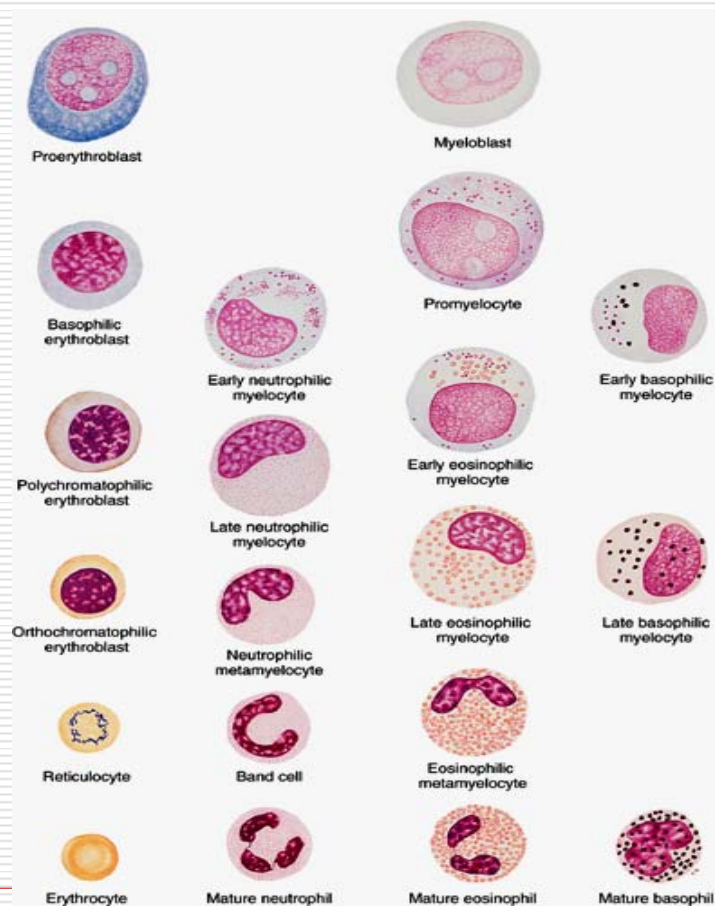 Proerythroblast
Myeloblast
Basophilic
erythroblast
Early neutrophilic
myelocyte
Promyelocyte
Early basophilic
myelocyte
Polychromatophilic
erythroblast
Late neutrophilic
myelocyte
Early eosinophilic
myelocyte
Orthochromatophilic
erythroblast
Neutrophilic
metamyelocyte
Late eosinophilic
myelocyte
Late basophilic
myelocyte
Reticulocyte
Band cell
Eosinophilic
metamyelocyte
Erythrocyte
Mature neutrophil
Mature eosinophil
Mature basophil